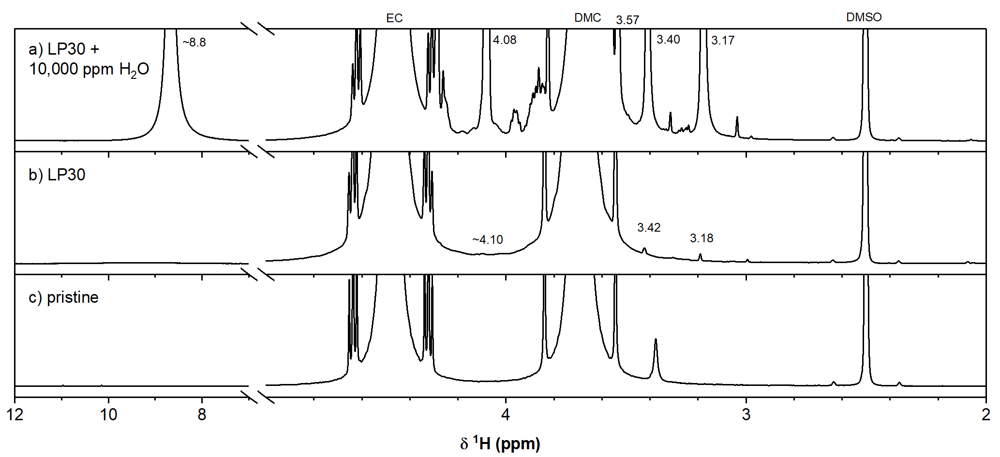 EC
DMC
3.57
DMSO
a) LP30 +
10,000 ppm H₂O
~8.8
4.08
3.40
3.17
b) LP30
~4.10
3.42
3.18
c) pristine
12
10
8
4
3
2
δ ¹H (ppm)